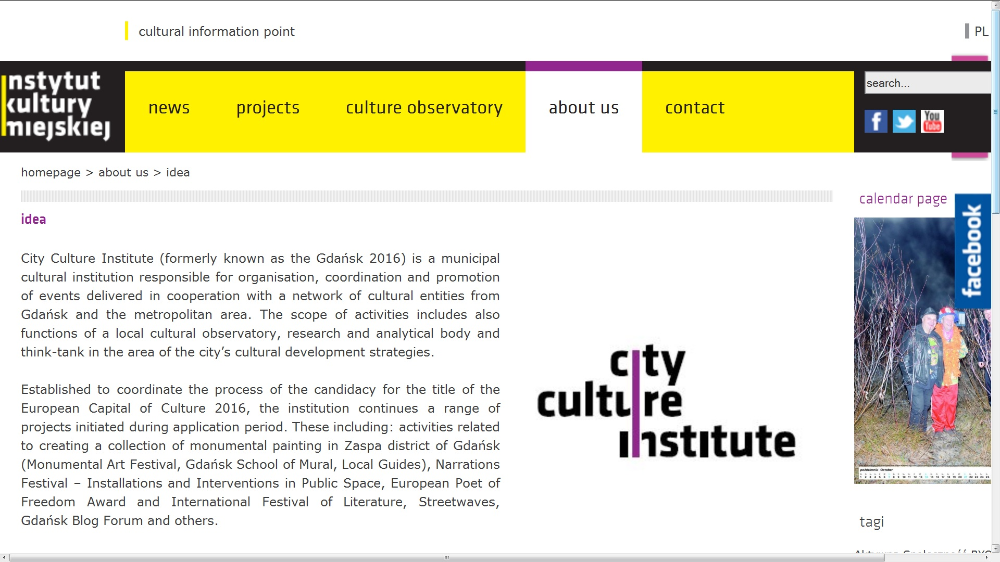 cultural information point
PL
nstytut
kultury
miejskiej
news
projects
culture observatory
about us
contact
search...
f
You
Tube
homepage > about us > idea
calendar page
facebook
idea
City Culture Institute (formerly known as the Gdańsk 2016) is a municipal
cultural institution responsible for organisation, coordination and promotion
of events delivered in cooperation with a network of cultural entities from
Gdańsk and the metropolitan area. The scope of activities includes also
functions of a local cultural observatory, research and analytical body and
think-tank in the area of the city’s cultural development strategies.
Established to coordinate the process of the candidacy for the title of the
European Capital of Culture 2016, the institution continues a range of
projects initiated during application period. These including: activities related
to creating a collection of monumental painting in Zaspa district of Gdańsk
(Monumental Art Festival, Gdańsk School of Mural, Local Guides), Narrations
Festival – Installations and Interventions in Public Space, European Poet of
Freedom Award and International Festival of Literature, Streetwaves,
Gdańsk Blog Forum and others.
city
culture
institute
październik | October
tagi